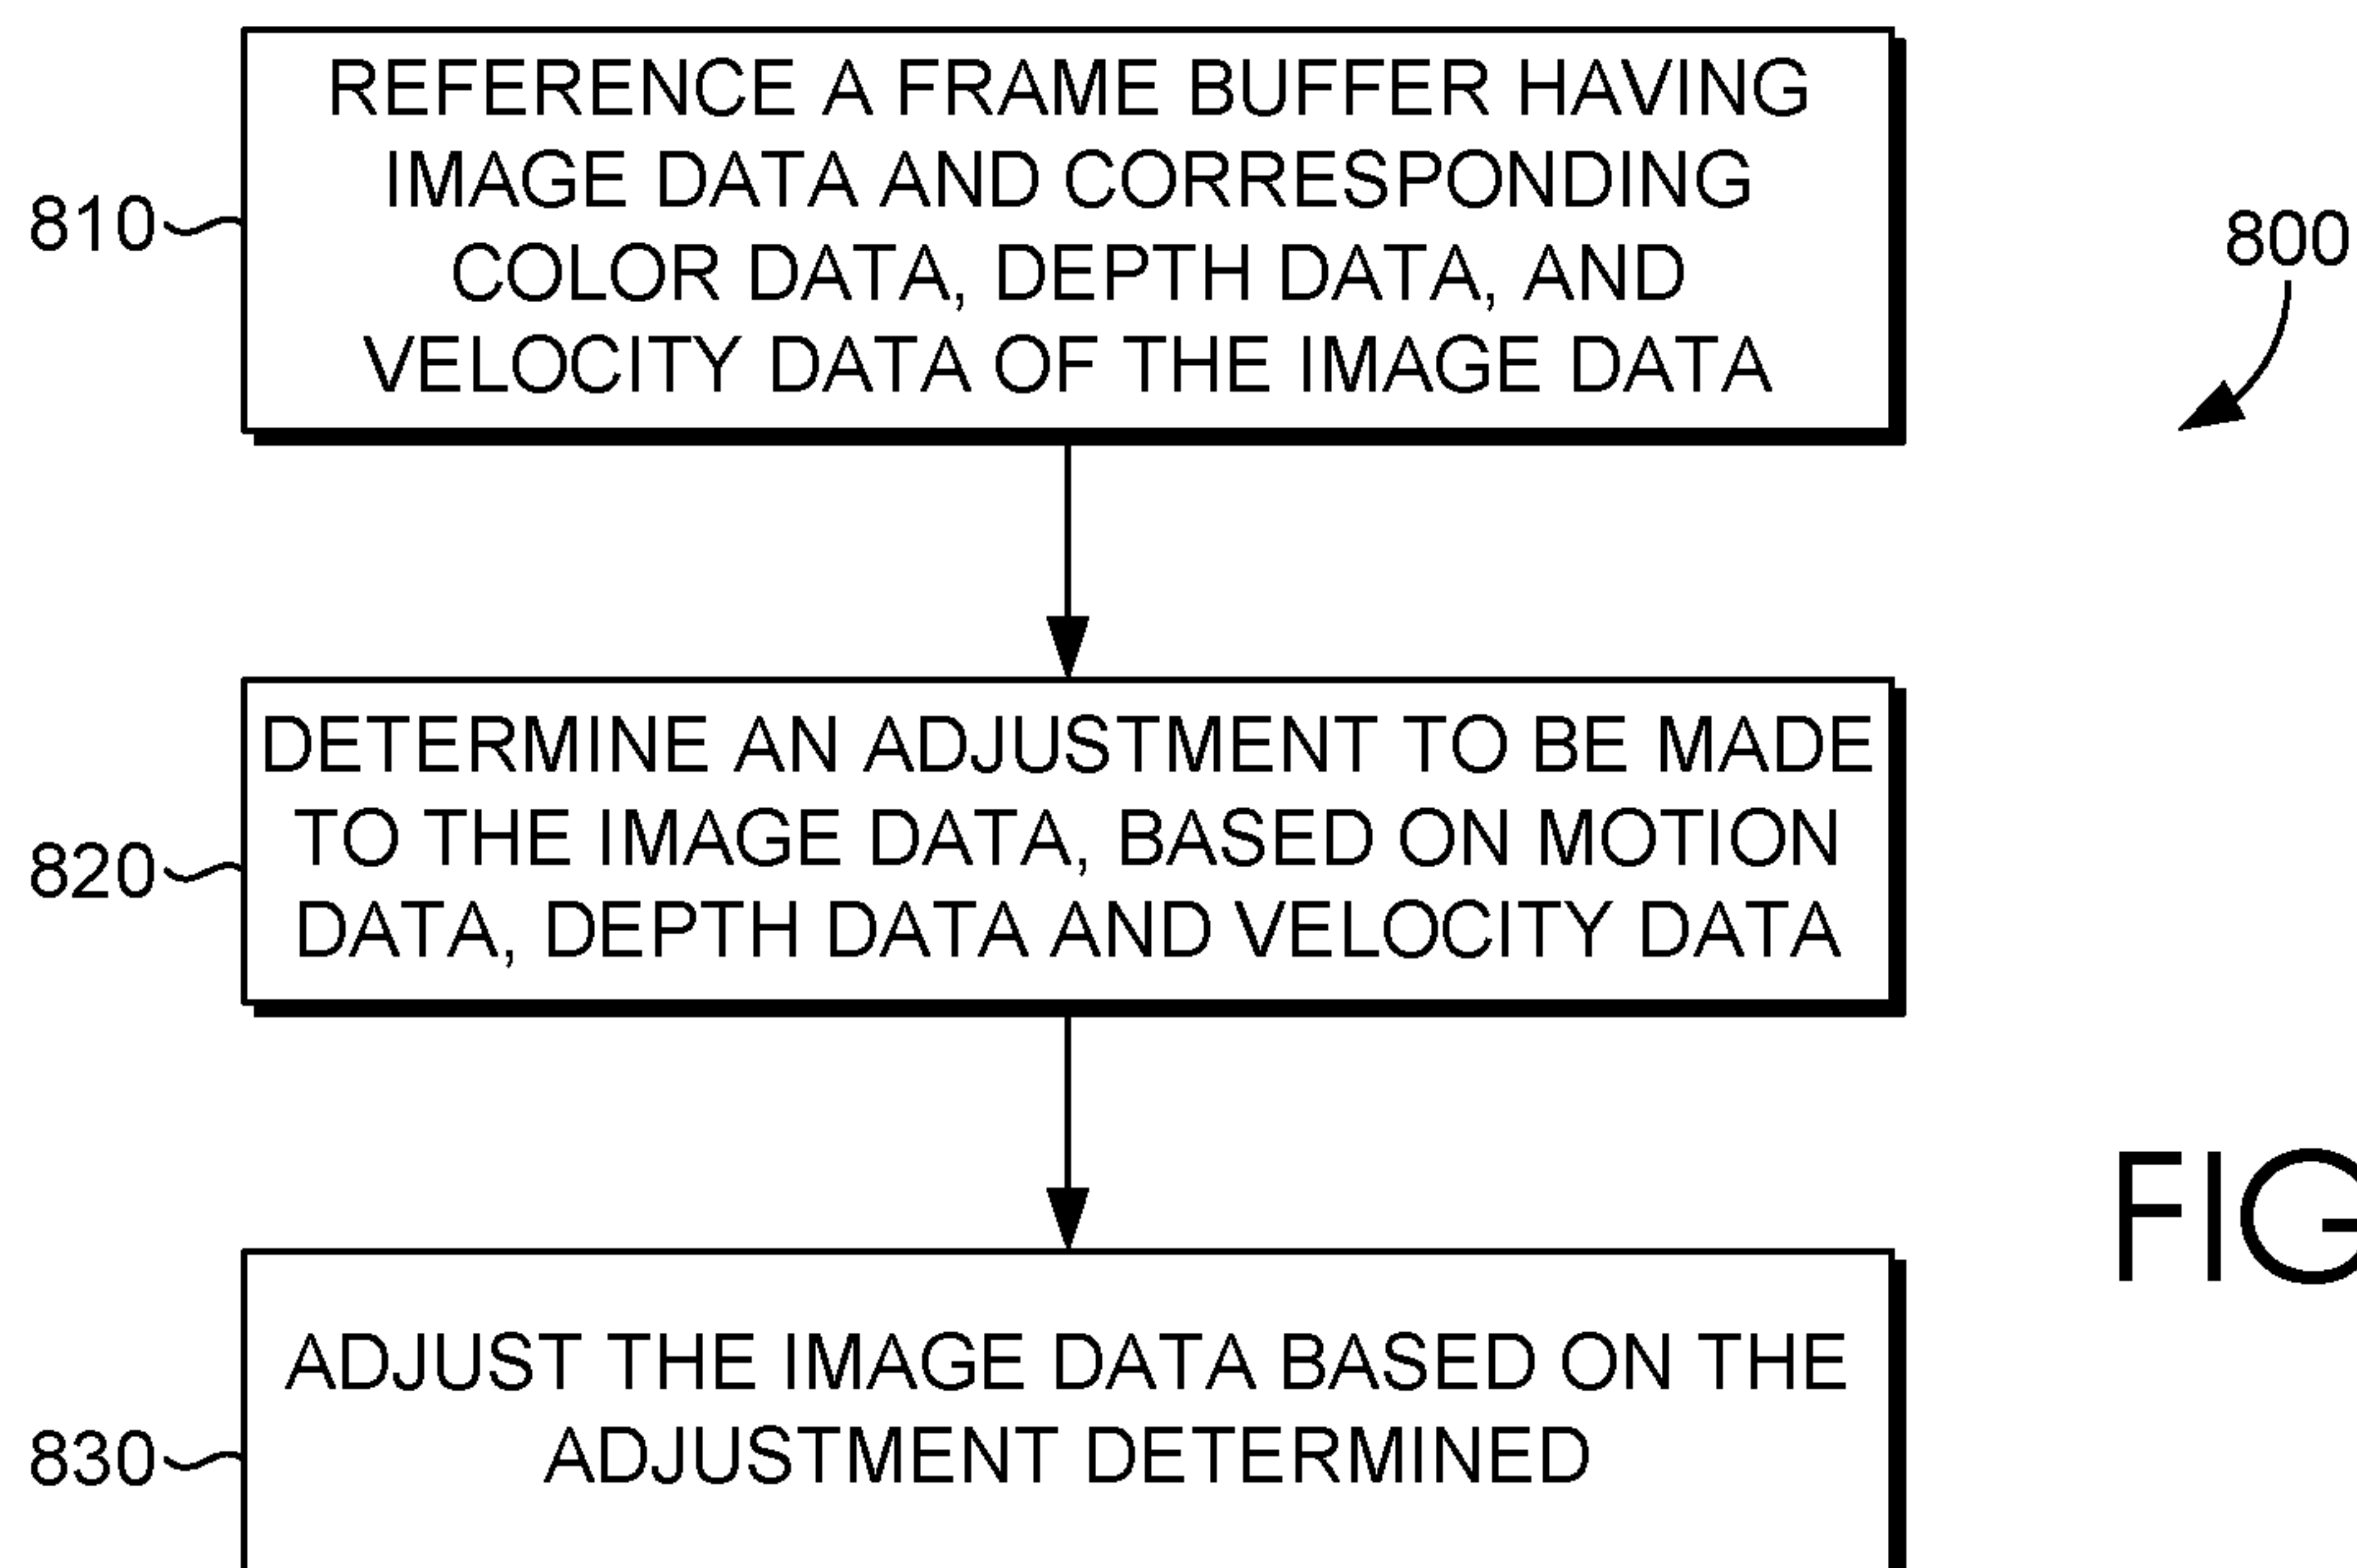 REFERENCE A FRAME BUFFER HAVING
IMAGE DATA AND CORRESPONDING
COLOR DATA, DEPTH DATA, AND
VELOCITY DATA OF THE IMAGE DATA
810
800
DETERMINE AN ADJUSTMENT TO BE MADE
TO THE IMAGE DATA, BASED ON MOTION
DATA, DEPTH DATA AND VELOCITY DATA
820
FIG
ADJUST THE IMAGE DATA BASED ON THE
ADJUSTMENT DETERMINED
830